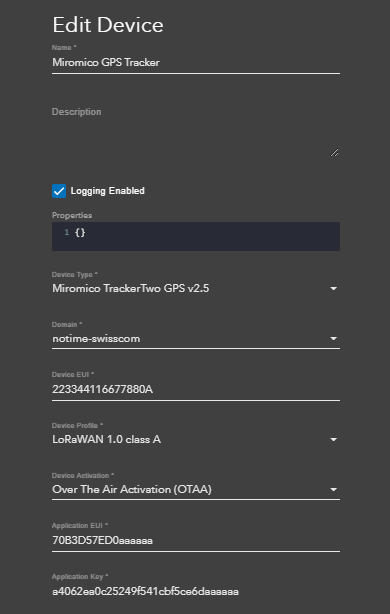 Edit Device
Name *
Miromico GPS Tracker
Description
Logging Enabled
Properties
1 {}
Device Type *
Miromico TrackerTwo GPS v2.5
Domain *
notime-swisscom
Device EUI *
223344116677880A
Device Profile *
LoRaWAN 1.0 class A
Device Activation *
Over The Air Activation (OTAA)
Application EUI *
70B3D57ED0aaaaaa
Application Key *
a4062ea0c25249f541cbf5ce6daaaaaa